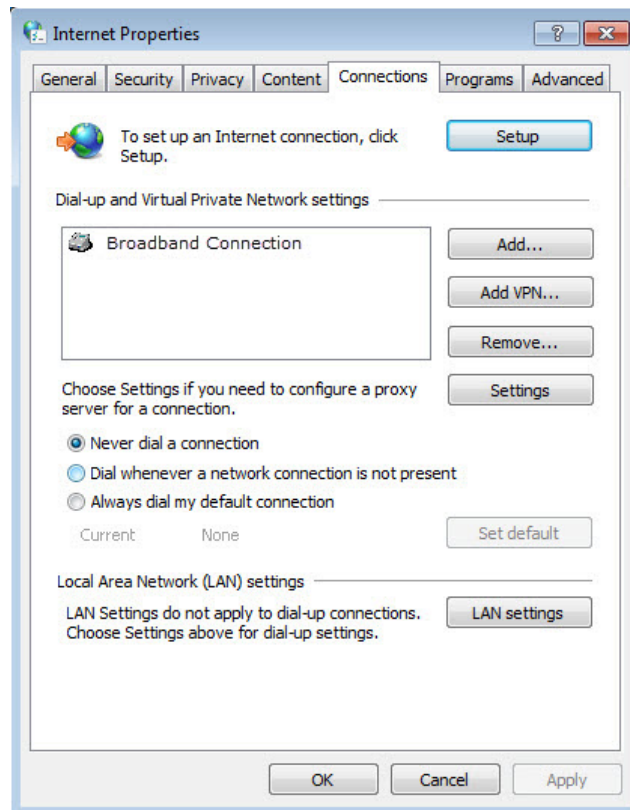 Internet Properties
General Security Privacy Content Connections Programs Advanced
To set up an Internet connection, click
Setup.
Setup
Dial-up and Virtual Private Network settings
Broadband Connection
Add...
Add VPN...
Remove...
Choose Settings if you need to configure a proxy
server for a connection.
Settings
Never dial a connection
Dial whenever a network connection is not present
Always dial my default connection
Current None
Set default
Local Area Network (LAN) settings
LAN Settings do not apply to dial-up connections.
Choose Settings above for dial-up settings.
LAN settings
OK Cancel Apply